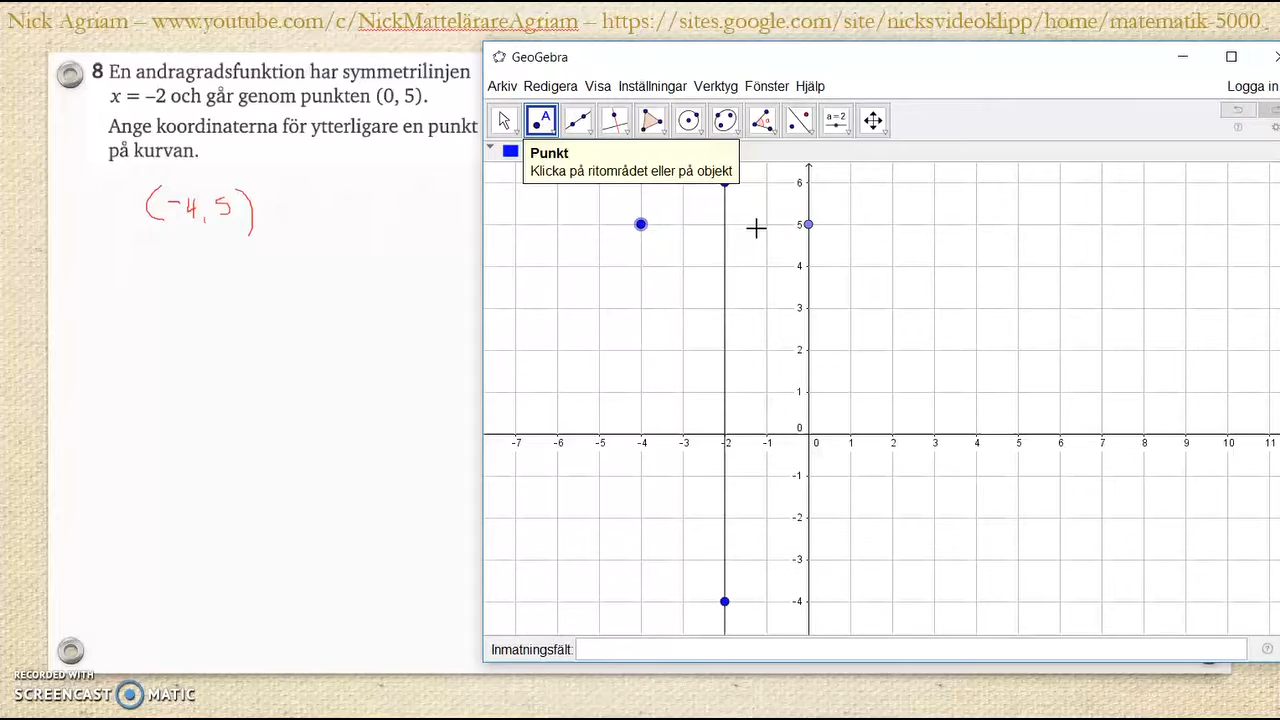 Nick Agriam – www.youtube.com/c/NickMattelärareAgriam – https://sites.google.com/site/nicksvideoklipp/home/matematik-5000.
8 En andragradsfunktion har symmetrilinjen
x = –2 och går genom punkten (0, 5).
Ange koordinaterna för ytterligare en punkt
på kurvan.
(-4, 5)
GeoGebra
Arkiv Redigera Visa Inställningar Verktyg Fönster Hjälp
Logga in
A
a=2
Punkt
Klicka på ritområdet eller på objekt
6
5
4
3
2
1
0
-7 -6 -5 -4 -3 -2 -1 0 1 2 3 4 5 6 7 8 9 10 11
-1
-2
-3
-4
Inmatningsfält:
RECORDED WITH
SCREENCAST MATIC